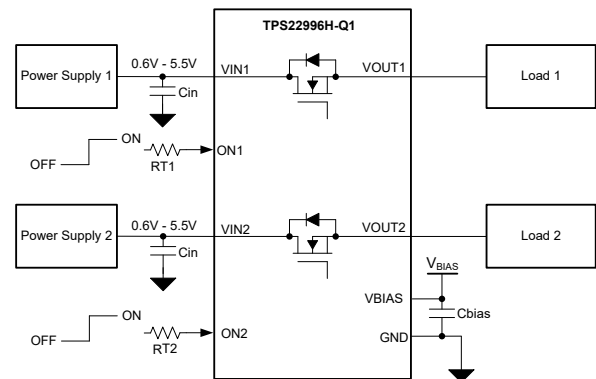 TPS22996H-Q1
Power Supply 1
0.6V - 5.5V
VIN1
VOUT1
Load 1
Cin
ON
OFF
RT1
ON1
Power Supply 2
0.6V - 5.5V
VIN2
VOUT2
Load 2
Cin
VBIAS
VBIAS
Cbias
ON
OFF
RT2
ON2
GND